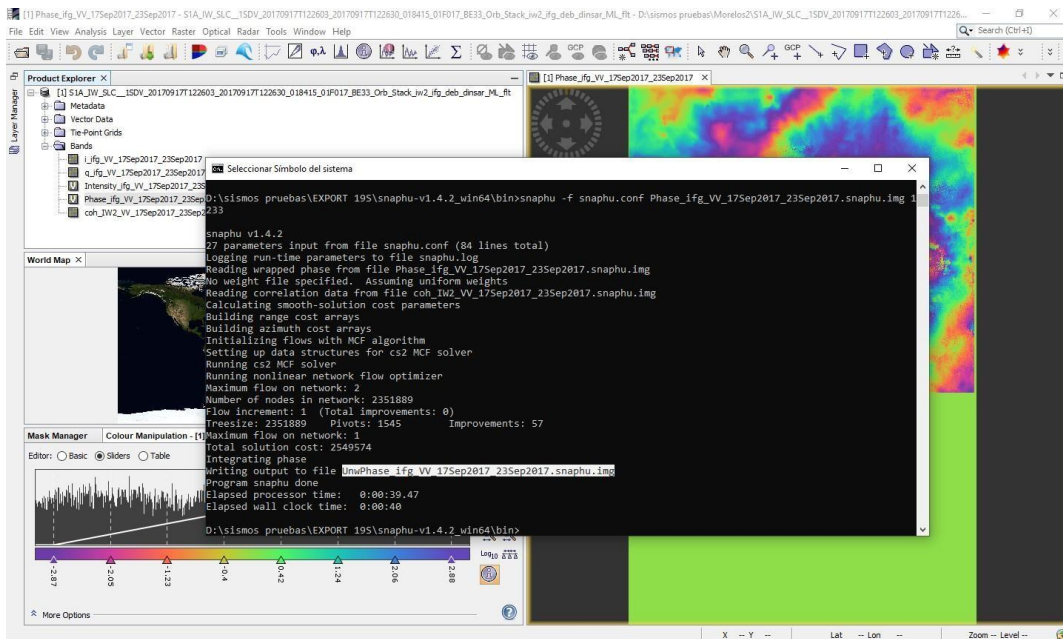 [1] Phase_ifg_VV_17Sep2017_23Sep2017 - S1A_IW_SLC__1SDV_20170917T122603_20170917T122630_018415_01F017_BE33_Orb_Stack_iw2_ifg_deb_dinsar_ML_flt - D:\sismos pruebas\Morelos2\S1A_IW_SLC__1SDV_20170917T122603_20170917T1226...
File Edit View Analysis Layer Vector Raster Optical Radar Tools Window Help
Search (Ctrl+I)
Layer Manager
Product Explorer
[1] Phase_ifg_VV_17Sep2017_23Sep2017
[1] S1A_IW_SLC__1SDV_20170917T122603_20170917T122630_018415_01F017_BE33_Orb_Stack_iw2_ifg_deb_dinsar_ML_flt
Metadata
Vector Data
Tie-Point Grids
Bands
i_ifg_VV_17Sep2017
q_ifg_VV_17Sep2017
Intensity_ifg_VV_17Sep2017_23S
Phase_ifg_VV_17Sep2017_23Sep
coh_IW2_VV_17Sep2017_23Sep2
World Map
Seleccionar Símbolo del sistema
D:\sismos pruebas\EXPORT 19S\snaphu-v1.4.2_win64\bin>snaphu -f snaphu.conf Phase_ifg_VV_17Sep2017_23Sep2017.snaphu.img 1
233
snaphu v1.4.2
27 parameters input from file snaphu.conf (84 lines total)
Logging run-time parameters to file snaphu.log
Reading wrapped phase from file Phase_ifg_VV_17Sep2017_23Sep2017.snaphu.img
No weight file specified. Assuming uniform weights
Reading correlation data from file coh_IW2_VV_17Sep2017_23Sep2017.snaphu.img
Calculating smooth-solution cost parameters
Building range cost arrays
Building azimuth cost arrays
Initializing flows with MCF algorithm
Setting up data structures for cs2 MCF solver
Running cs2 MCF solver
Running nonlinear network flow optimizer
Maximum flow on network: 2
Number of nodes in network: 2351889
Flow increment: 1 (Total improvements: 0)
Treesize: 2351889 Pivots: 1545 Improvements: 57
Maximum flow on network: 1
Total solution cost: 2549574
Integrating phase
Writing output to file UnwPhase_ifg_VV_17Sep2017_23Sep2017.snaphu.img
Program snaphu done
Elapsed processor time: 0:00:39.47
Elapsed wall clock time: 0:00:40
D:\sismos pruebas\EXPORT 19S\snaphu-v1.4.2_win64\bin>
Mask Manager Colour Manipulation - [1]
Editor: Basic Sliders Table
Log10
-2.87 -2.05 -1.23 -0.4 0.42 1.24 2.06 2.88
More Options
X -- Y -- Lat -- Lon -- Zoom -- Level --